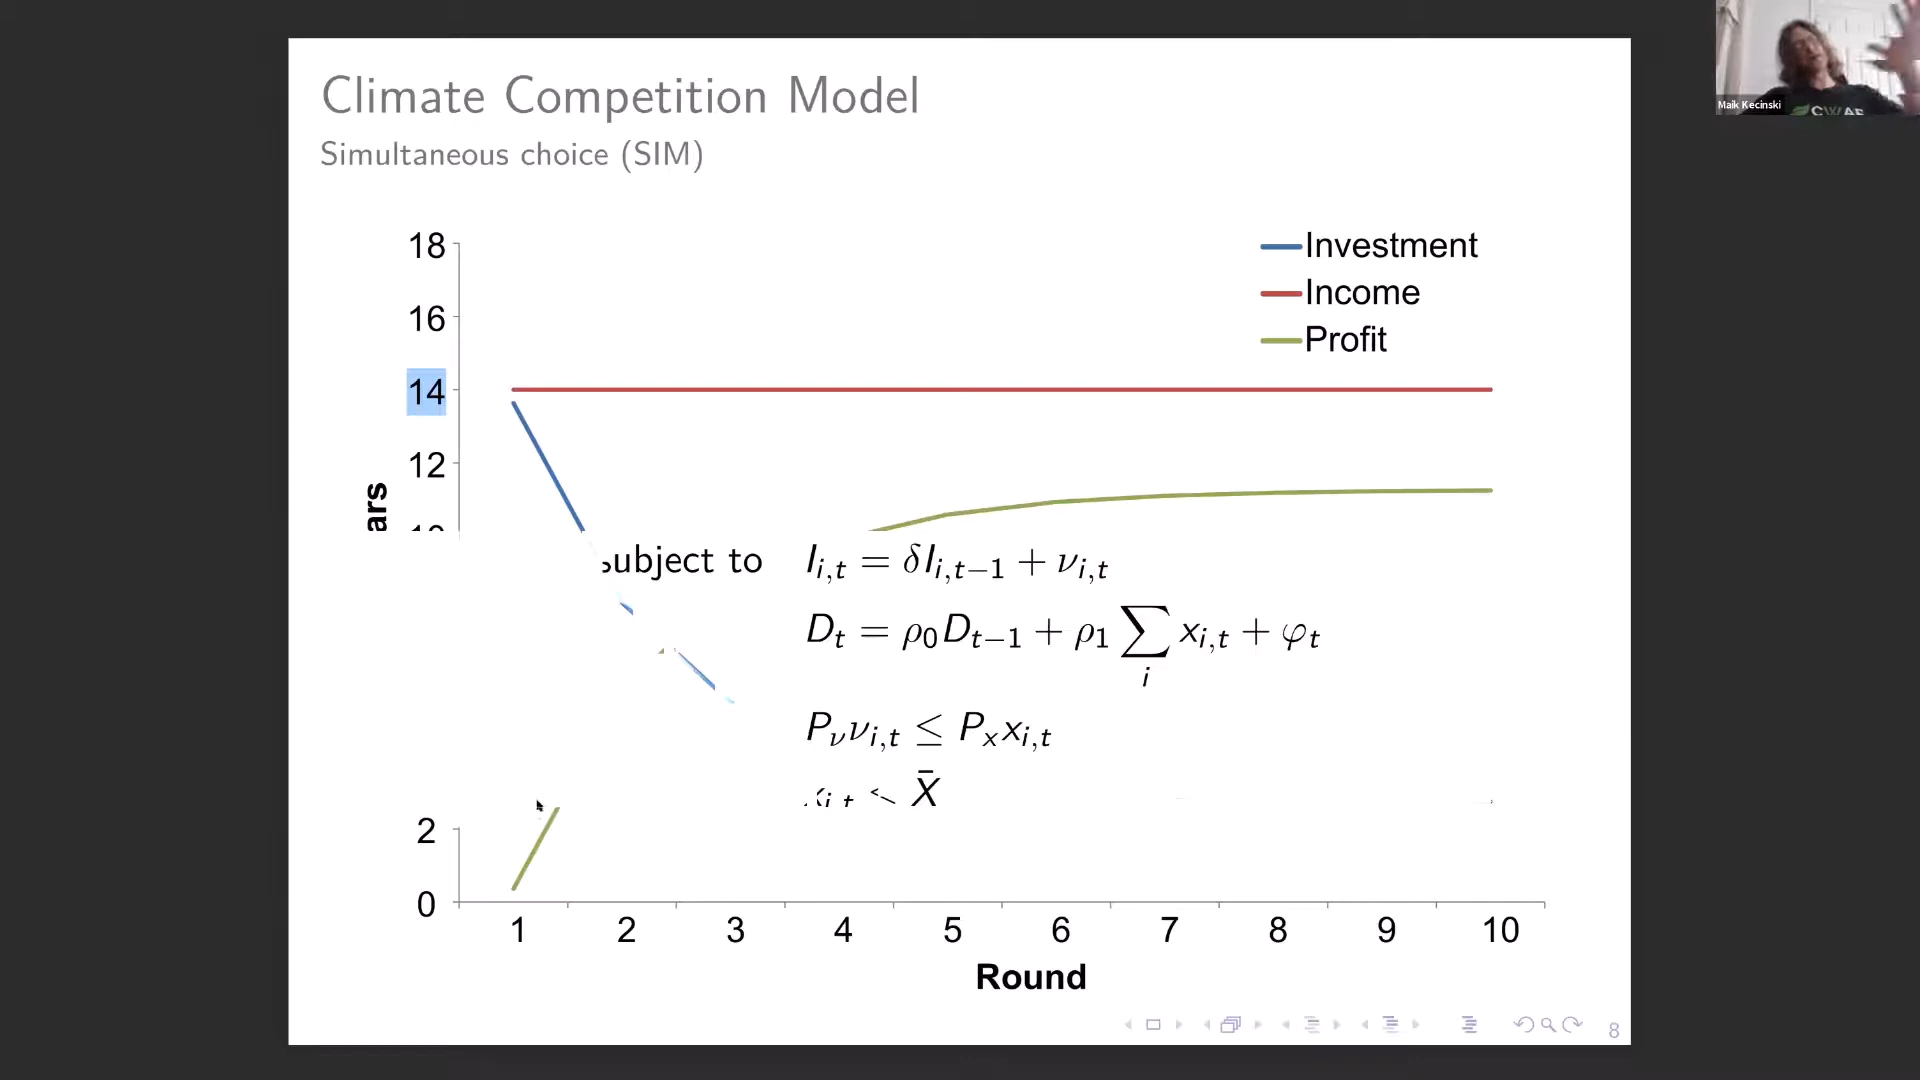 Climate Competition Model
Simultaneous choice (SIM)
Maik Kecinski
CWAE
18
16
14
12
Investment
Income
Profit
subject to I_{i,t} = δI_{i,t−1} + ν_{i,t}
D_t = ρ_0 D_{t−1} + ρ_1 ∑_i x_{i,t} + φ_t
P_ν ν_{i,t} ≤ P_x x_{i,t}
X̄
2
0
1 2 3 4 5 6 7 8 9 10
Round
8